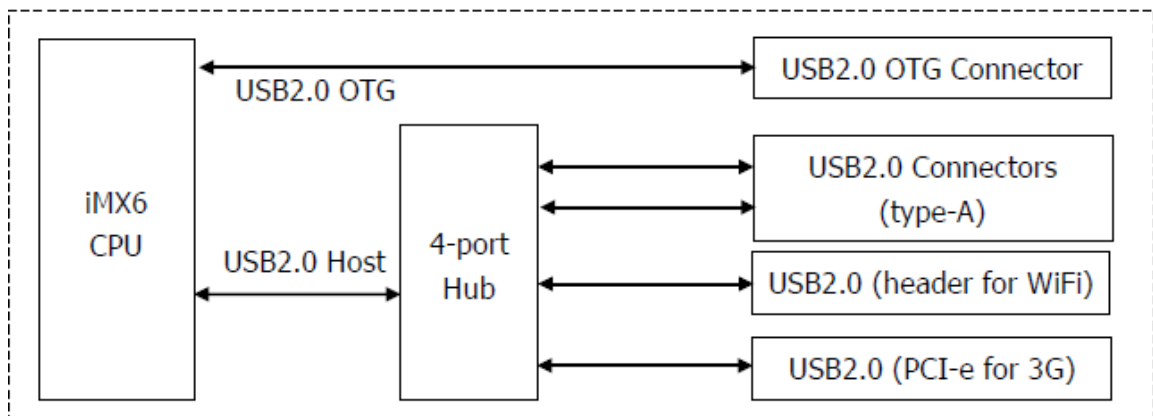 USB2.0 OTG Connector
USB2.0 OTG
iMX6
CPU
USB2.0 Host
4-port
Hub
USB2.0 Connectors
(type-A)
USB2.0 (header for WiFi)
USB2.0 (PCI-e for 3G)